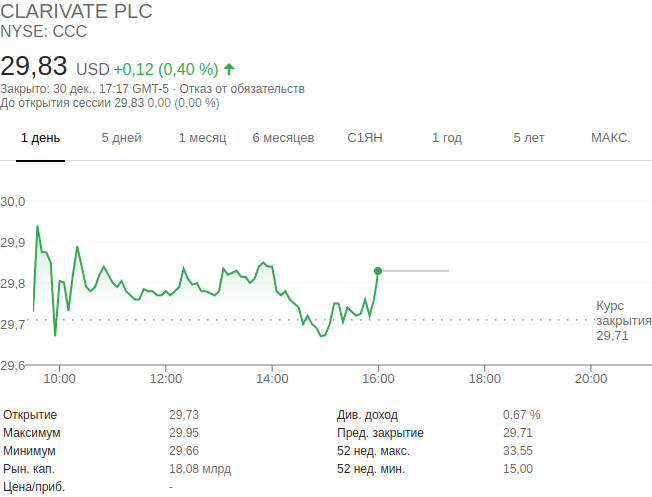 CLARIVATE PLC
NYSE: CCC
29,83 USD +0,12 (0,40 %)
Закрыто: 30 дек., 17:17 GMT-5 · Отказ от обязательств
До открытия сессии 29,83 0,00 (0,00 %)
1 день 5 дней 1 месяц 6 месяцев С1ЯН 1 год 5 лет МАКС.
30,0
29,9
29,8
29,7
29,6
Курс
закрытия
29,71
10:00 12:00 14:00 16:00 18:00 20:00
Открытие 29,73 Див. доход 0,67 %
Максимум 29,95 Пред. закрытие 29,71
Минимум 29,66 52 нед. макс. 33,55
Рын. кап. 18,08 млрд 52 нед. мин. 15,00
Цена/приб. -